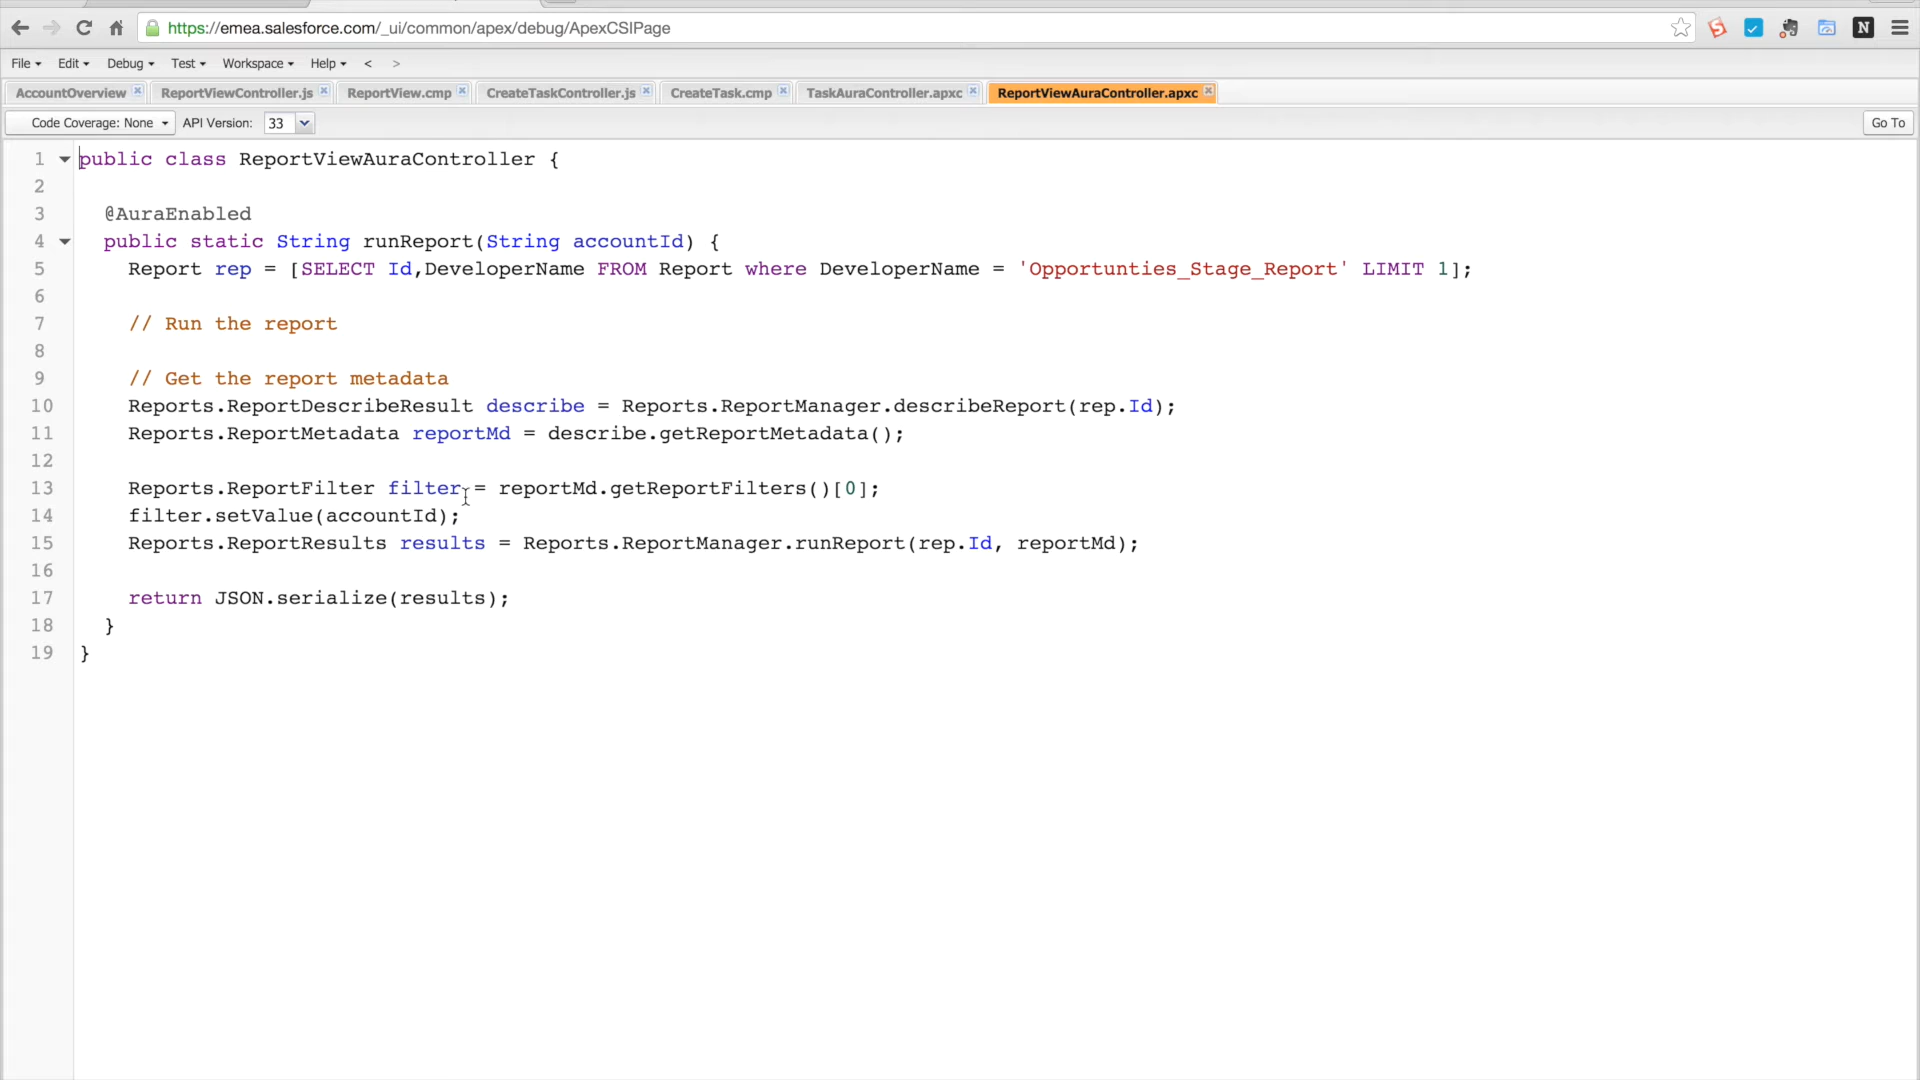 https://emea.salesforce.com/_ui/common/apex/debug/ApexCSIPage
File Edit Debug Test Workspace Help < >
AccountOverview ReportViewController.js ReportView.cmp CreateTaskController.js CreateTask.cmp TaskAuraController.apxc ReportViewAuraController.apxc
Code Coverage: None API Version: 33 Go To
1 public class ReportViewAuraController {
2
3 @AuraEnabled
4 public static String runReport(String accountId) {
5 Report rep = [SELECT Id,DeveloperName FROM Report where DeveloperName = 'Opportunties_Stage_Report' LIMIT 1];
6
7 // Run the report
8
9 // Get the report metadata
10 Reports.ReportDescribeResult describe = Reports.ReportManager.describeReport(rep.Id);
11 Reports.ReportMetadata reportMd = describe.getReportMetadata();
12
13 Reports.ReportFilter filter = reportMd.getReportFilters()[0];
14 filter.setValue(accountId);
15 Reports.ReportResults results = Reports.ReportManager.runReport(rep.Id, reportMd);
16
17 return JSON.serialize(results);
18 }
19 }